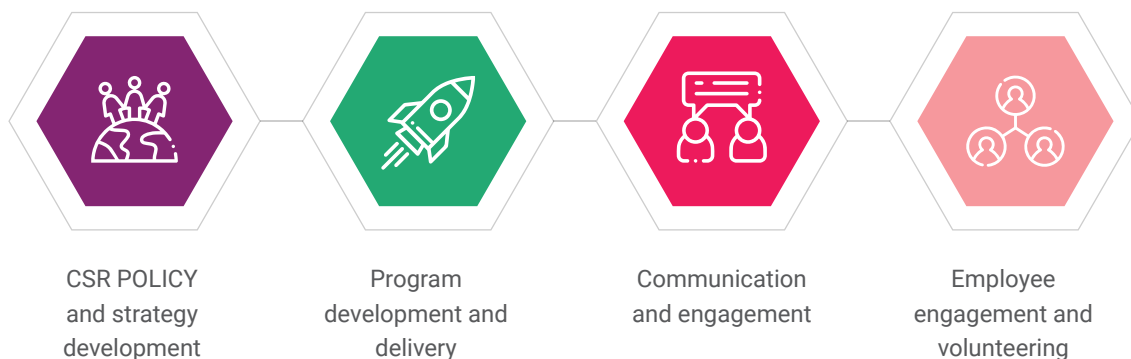 CSR POLICY
and strategy
development
Program
development and
delivery
Communication
and engagement
Employee
engagement and
volunteering